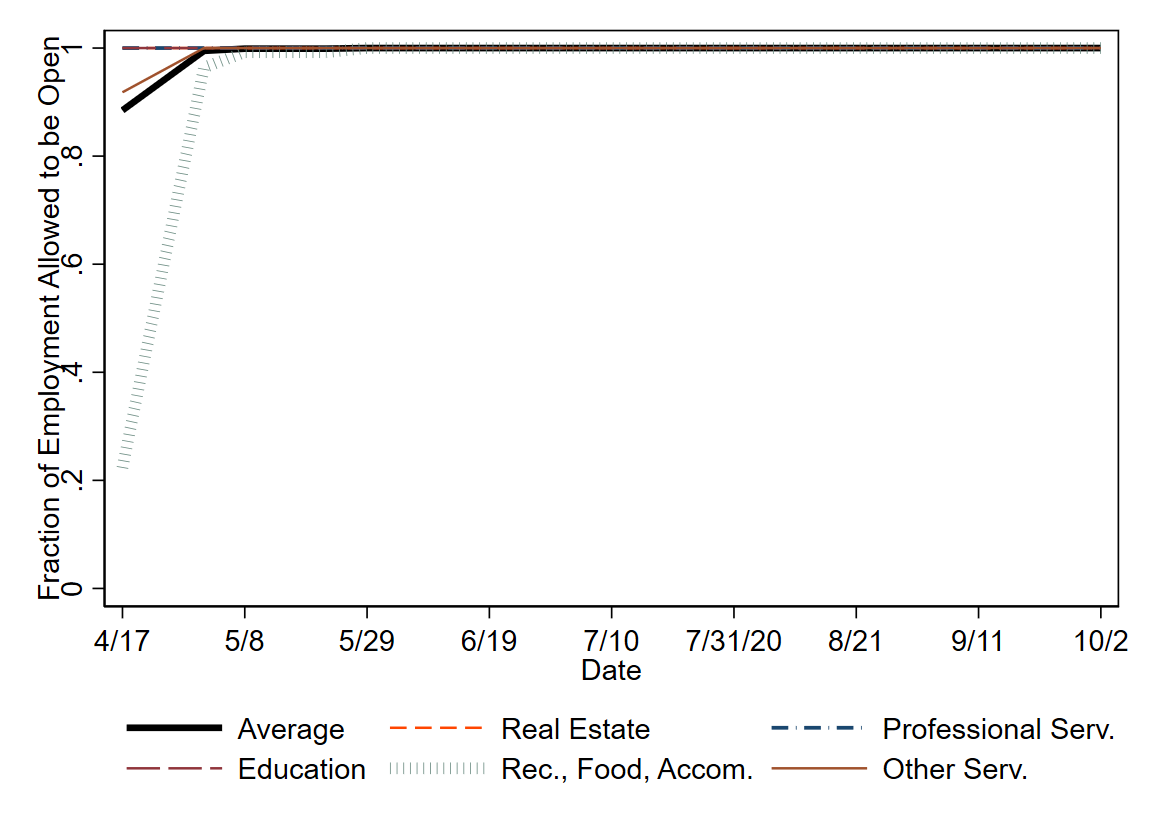 Fraction of Employment Allowed to be Open
1
.8
.6
.4
.2
0
4/17 5/8 5/29 6/19 7/10 7/31/20 8/21 9/11 10/2
Date
Average Real Estate Professional Serv.
Education Rec., Food, Accom. Other Serv.